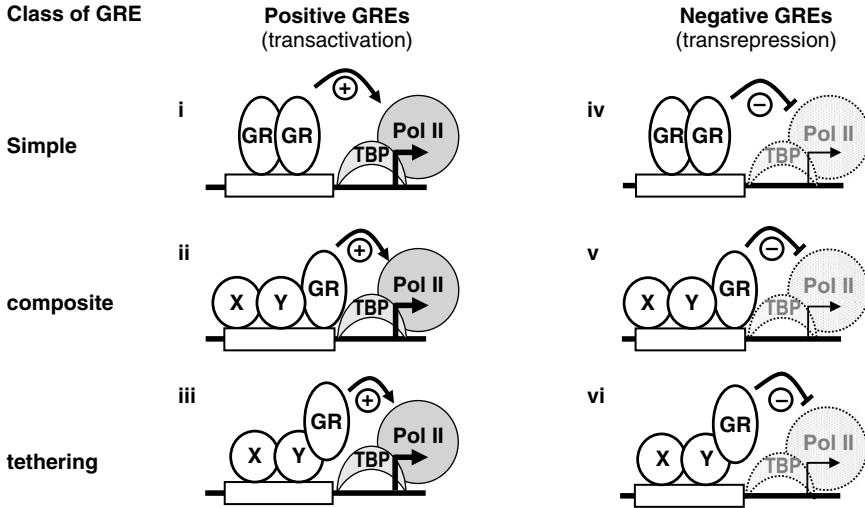 Class of GRE
Positive GREs
(transactivation)
Negative GREs
(transrepression)
Simple
i
GR GR
+
TBP
Pol II
iv
GR GR
−
TBP
Pol II
composite
ii
X Y GR
+
TBP
Pol II
v
X Y GR
−
TBP
Pol II
tethering
iii
X Y GR
+
TBP
Pol II
vi
X Y GR
−
TBP
Pol II